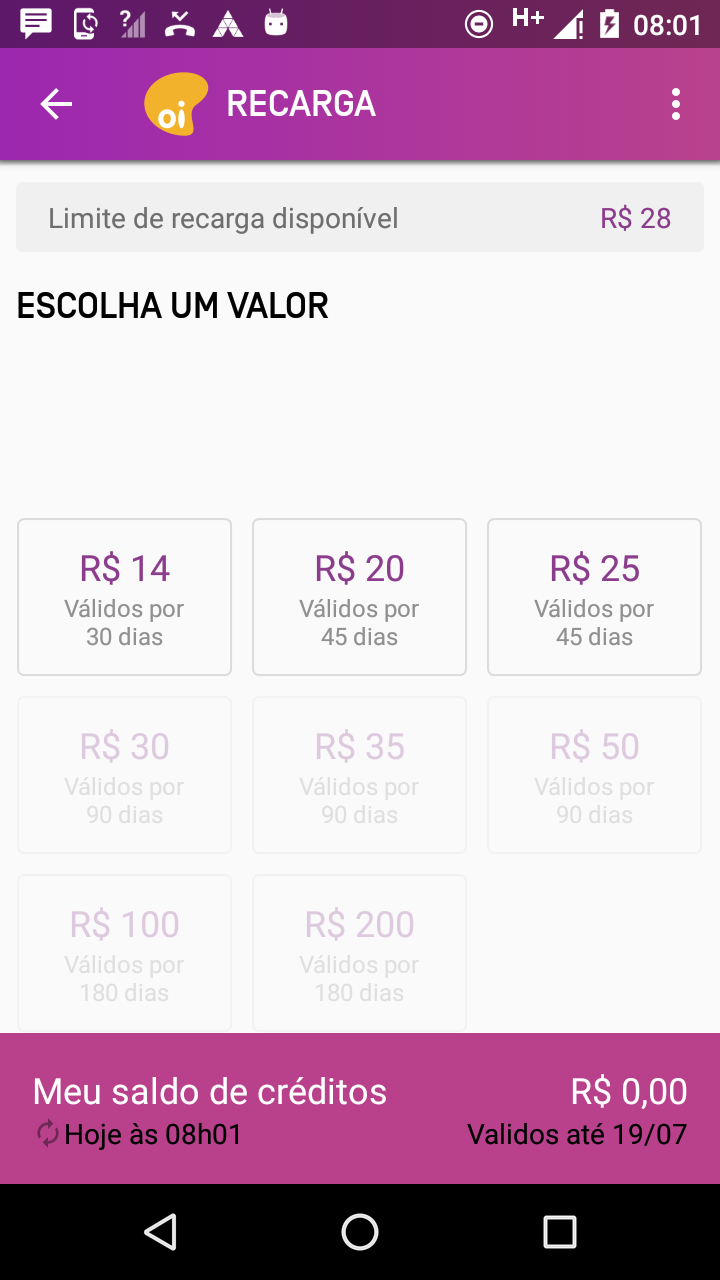 H+ 08:01
oi RECARGA
Limite de recarga disponível R$ 28
ESCOLHA UM VALOR
R$ 14 R$ 20 R$ 25
Válidos por Válidos por Válidos por
30 dias 45 dias 45 dias
R$ 30 R$ 35 R$ 50
Válidos por Válidos por Válidos por
90 dias 90 dias 90 dias
R$ 100 R$ 200
Válidos por Válidos por
180 dias 180 dias
Meu saldo de créditos R$ 0,00
Hoje às 08h01 Validos até 19/07